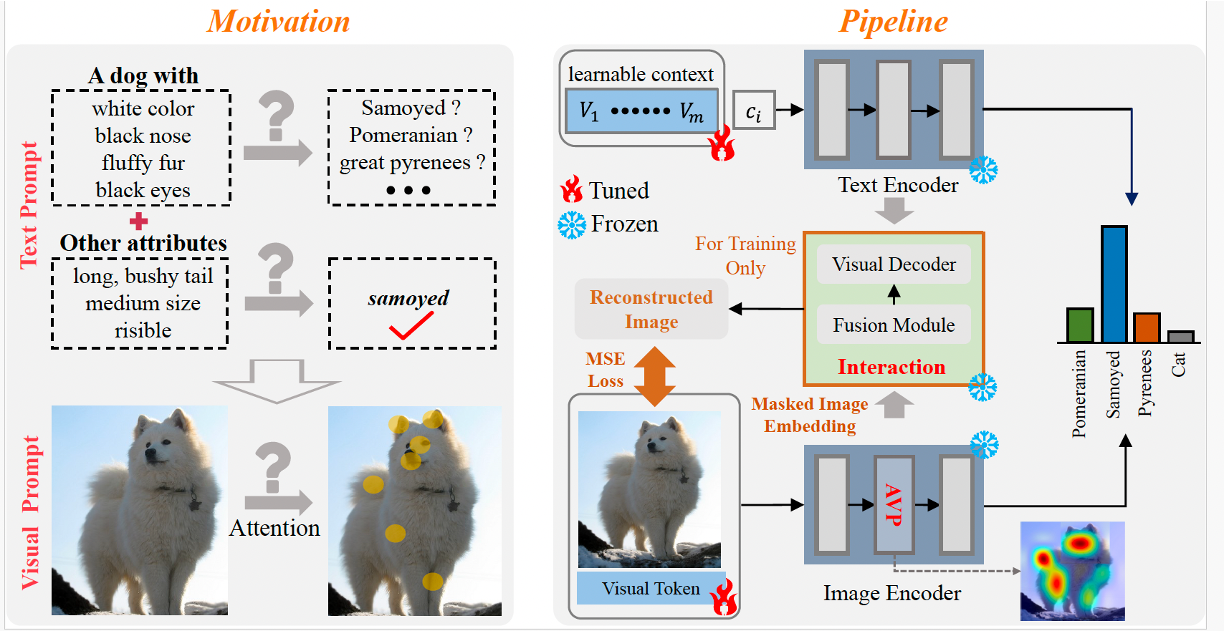 Motivation
Text Prompt
A dog with
white color
black nose
fluffy fur
black eyes
?
Samoyed ?
Pomeranian ?
great pyrenees ?
Other attributes
long, bushy tail
medium size
risible
?
samoyed
Visual Prompt
?
Attention
Pipeline
learnable context
V1 •••••• Vm
ci
Text Encoder
Tuned
Frozen
For Training
Only
Visual Decoder
Fusion Module
Interaction
Reconstructed
Image
MSE
Loss
Masked Image
Embedding
Visual Token
AVP
Image Encoder
Pomeranian
Samoyed
Pyrenees
Cat